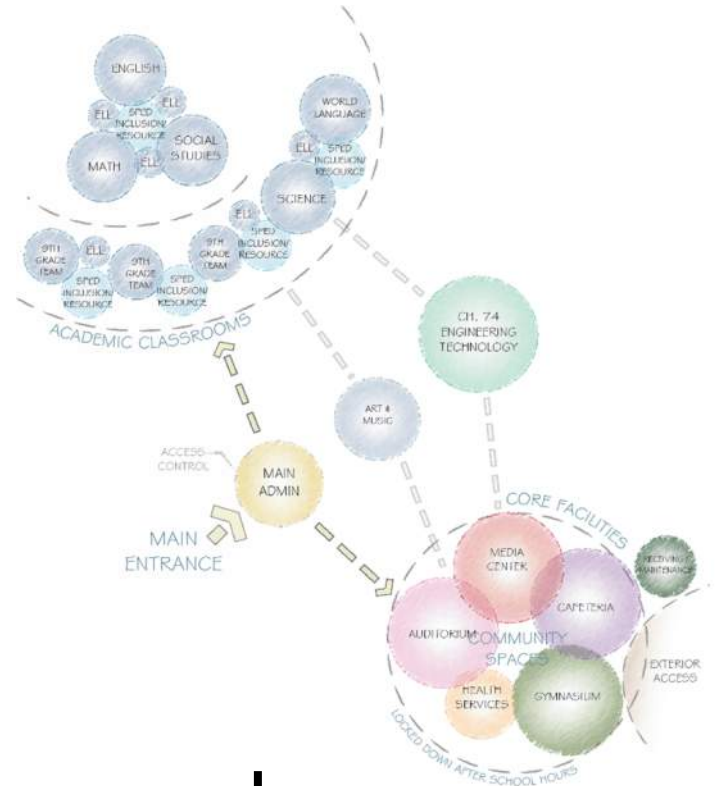 ENGLISH
ELL
ELL
SPED
INCLUSION/
RESOURCE
MATH
ELL
SOCIAL
STUDIES
WORLD
LANGUAGE
ELL
SPED
INCLUSION/
RESOURCE
SCIENCE
ELL
SPED
INCLUSION/
RESOURCE
9TH
GRADE
TEAM
ELL
SPED
INCLUSION/
RESOURCE
9TH
GRADE
TEAM
SPED
INCLUSION/
RESOURCE
9TH
GRADE
TEAM
ACADEMIC CLASSROOMS
CH. 74
ENGINEERING
TECHNOLOGY
ART &
MUSIC
ACCESS
CONTROL
MAIN
ADMIN
MAIN
ENTRANCE
CORE FACILITIES
MEDIA
CENTER
RECEIVING/
MAINTENANCE
CAFETERIA
AUDITORIUM
COMMUNITY
SPACES
HEALTH
SERVICES
GYMNASIUM
EXTERIOR
ACCESS
LOCKED DOWN AFTER SCHOOL HOURS